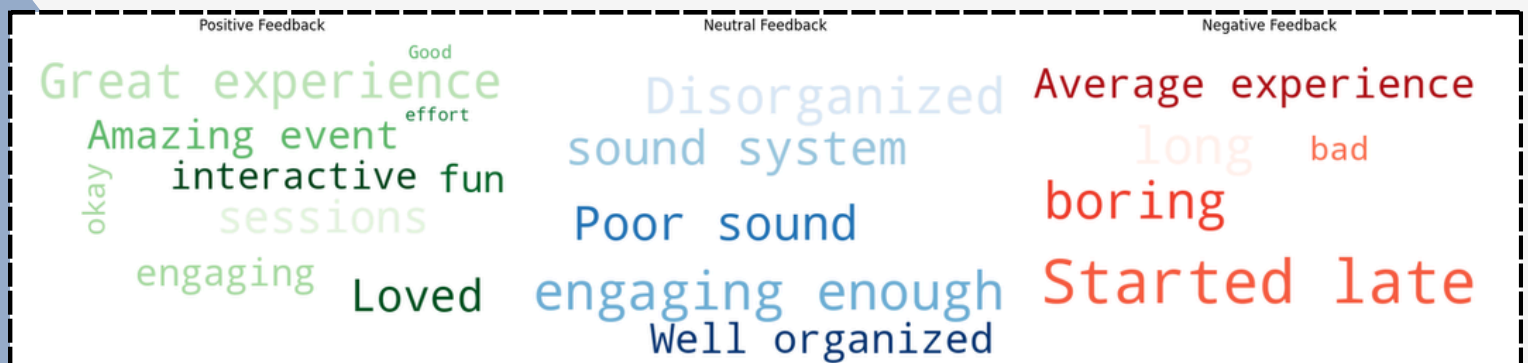 Positive Feedback
Good
Great experience
effort
Amazing event
interactive fun
okay
sessions
engaging
Loved
Neutral Feedback
Disorganized
sound system
Poor sound
engaging enough
Well organized
Negative Feedback
Average experience
long
bad
boring
Started late